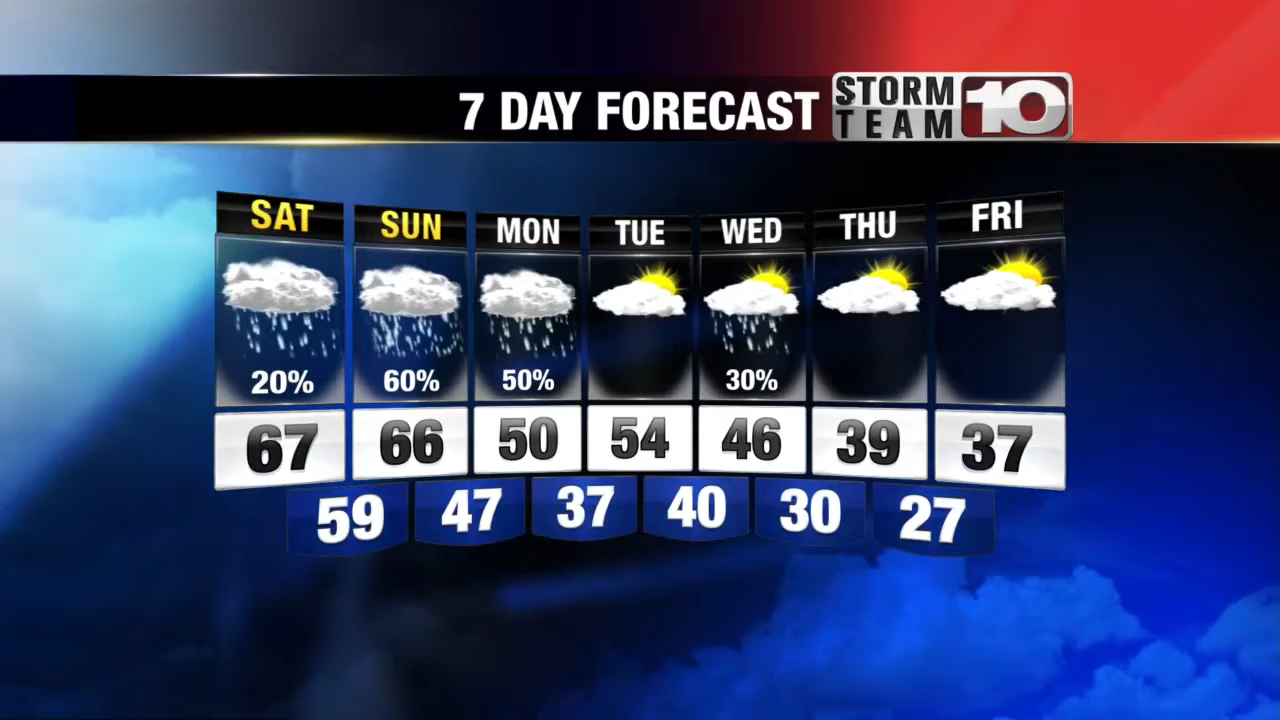 7 DAY FORECAST
STORM
TEAM
10
SAT SUN MON TUE WED THU FRI
20% 60% 50% 30%
67 66 50 54 46 39 37
59 47 37 40 30 27